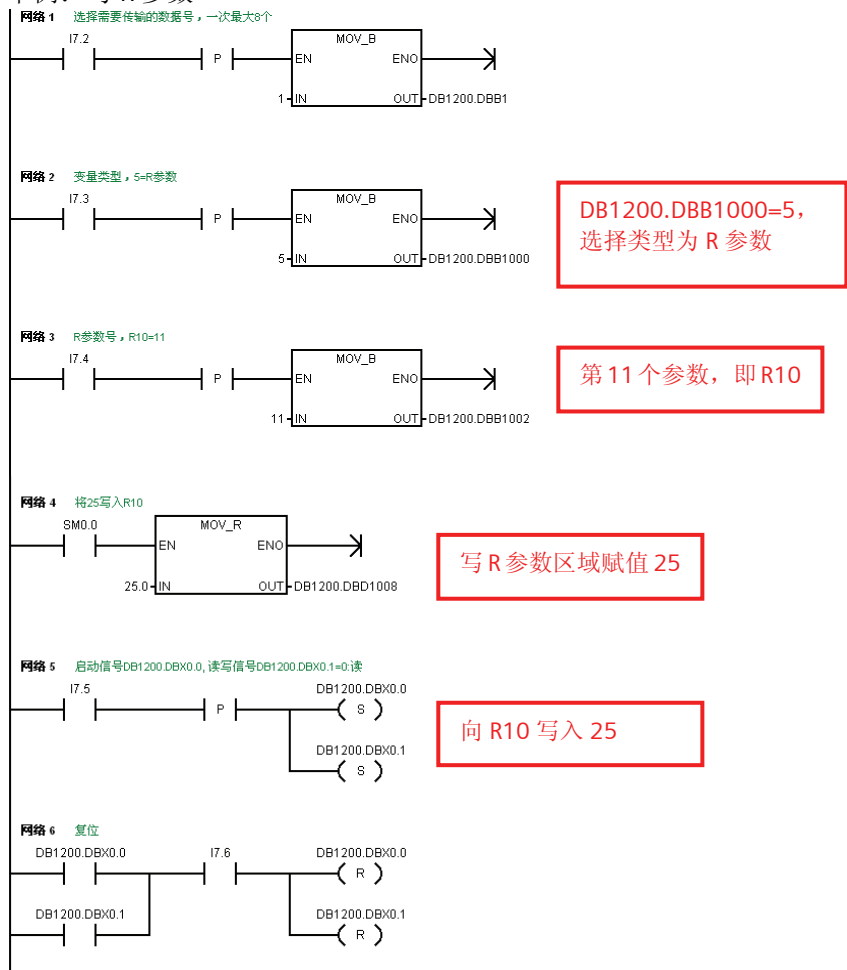 网络 1 选择需要传输的数据号，一次最大8个
I7.2
P
MOV_B
EN ENO
1 IN OUT DB1200.DBB1
网络 2 变量类型，5=R参数
I7.3
P
MOV_B
EN ENO
5 IN OUT DB1200.DBB1000
DB1200.DBB1000=5，
选择类型为 R 参数
网络 3 R参数号，R10=11
I7.4
P
MOV_B
EN ENO
11 IN OUT DB1200.DBB1002
第 11 个参数，即 R10
网络 4 将25写入R10
SM0.0
MOV_R
EN ENO
25.0 IN OUT DB1200.DBD1008
写 R 参数区域赋值 25
网络 5 启动信号DB1200.DBX0.0, 读写信号DB1200.DBX0.1=0:读
I7.5 DB1200.DBX0.0
P S
DB1200.DBX0.1
S
向 R10 写入 25
网络 6 复位
DB1200.DBX0.0 I7.6 DB1200.DBX0.0
R
DB1200.DBX0.1 DB1200.DBX0.1
R